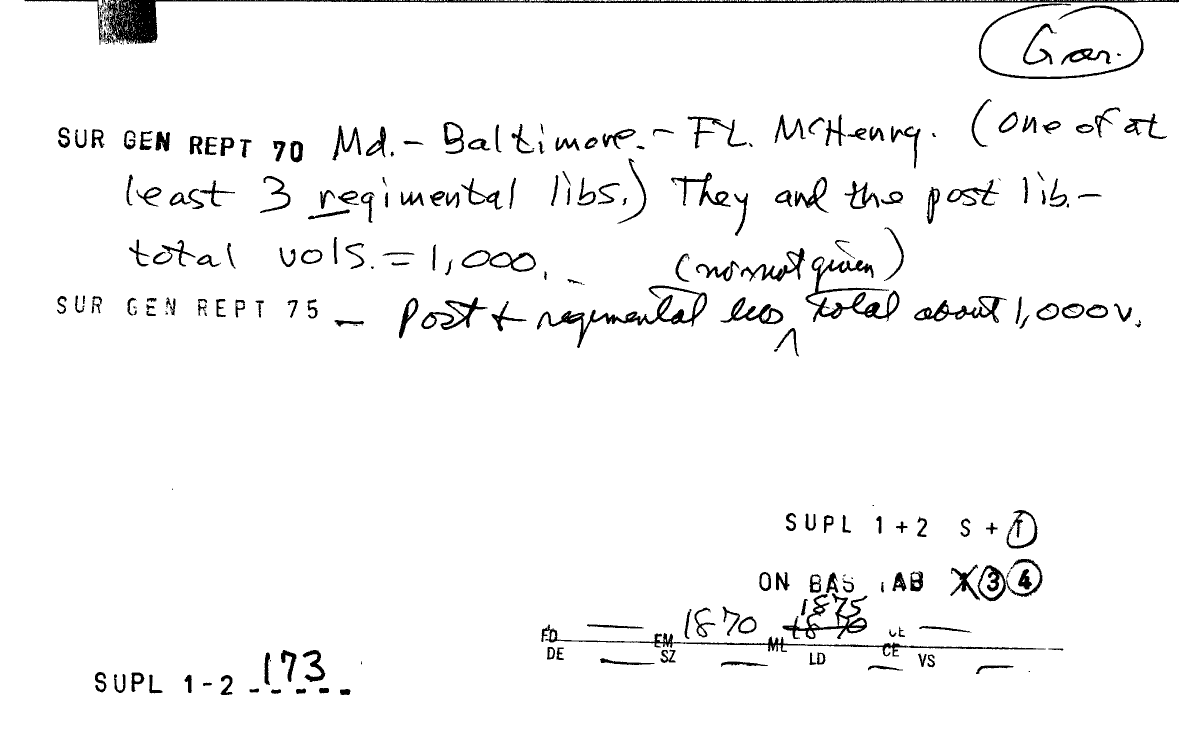 Gar.
SUR GEN REPT 70 Md. - Baltimore. - Ft. McHenry. (One of at
least 3 regimental libs.) They and the post lib. -
total vols. = 1,000. -
(no not given)
SUR GEN REPT 75 - Post + regimental libs total about 1,000 v.
SUPL 1+2 S + 1
ON BAS TAB X 3 4
1875
FD — EM 1870 ML 1870 CE —
DE — SZ — LD CE — VS —
SUPL 1-2 173